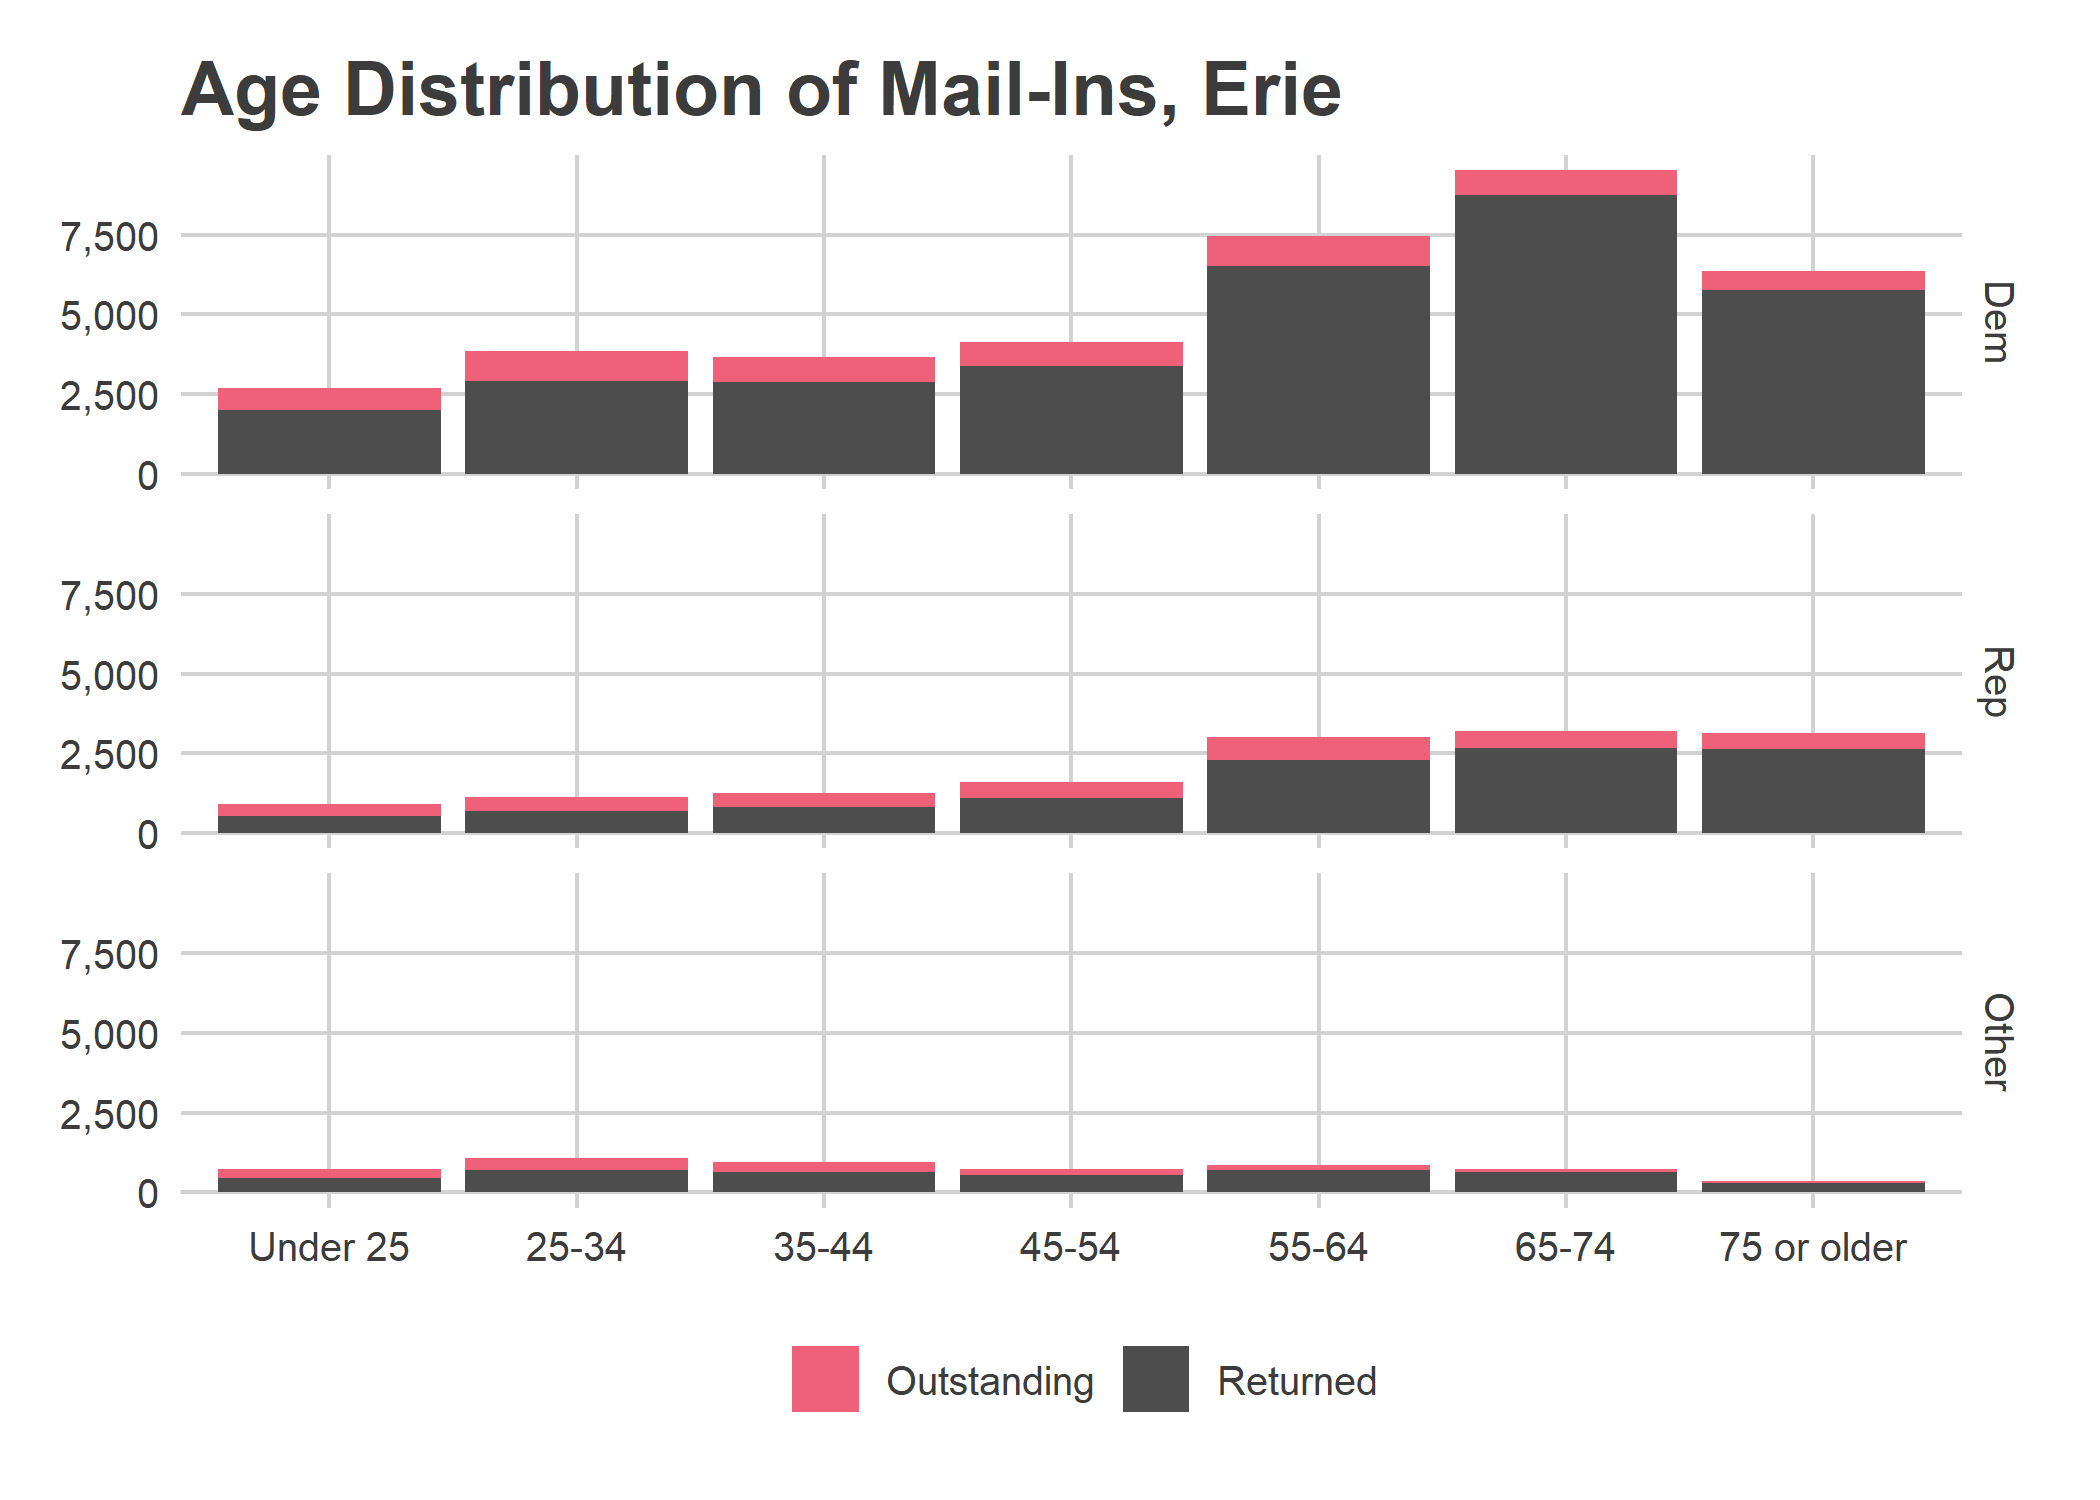 Age Distribution of Mail-Ins, Erie
7,500
5,000
2,500
0
Dem
7,500
5,000
2,500
0
Rep
7,500
5,000
2,500
0
Other
Under 25 25-34 35-44 45-54 55-64 65-74 75 or older
Outstanding Returned